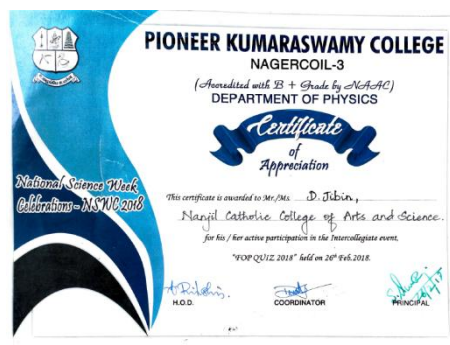 PIONEER KUMARASWAMY COLLEGE
NAGERCOIL-3
(Accredited with B + Grade by NAAC)
DEPARTMENT OF PHYSICS
Certificate
of
Appreciation
National Science Week
Celebrations - NSWC 2018
This certificate is awarded to Mr./Ms. D. Jibin,
Nanjil Catholic College of Arts and Science.
for his / her active participation in the Intercollegiate event.
"FOP QUIZ 2018" held on 26th Feb.2018.
H.O.D. COORDINATOR PRINCIPAL